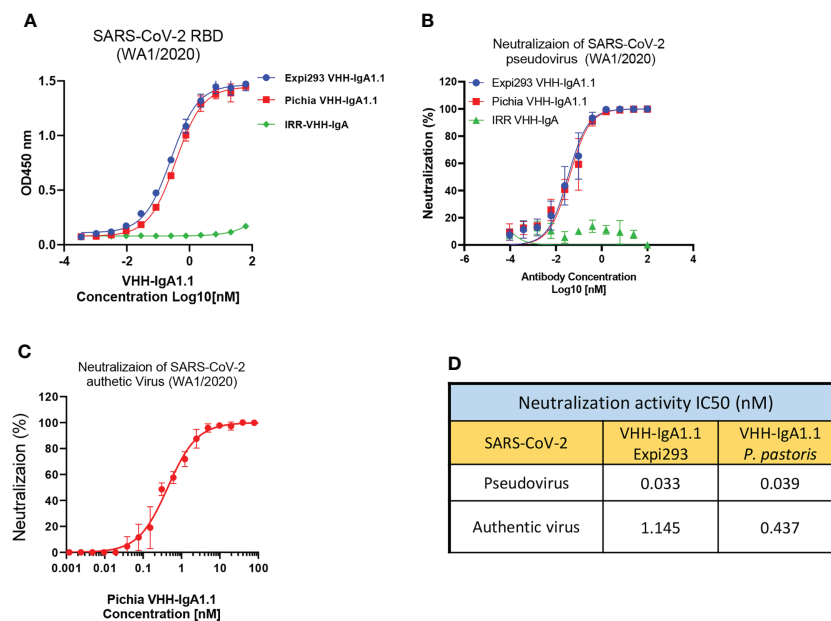 A
SARS-CoV-2 RBD
(WA1/2020)
1.5
1.0
0.5
0.0
OD450 nm
-4
-2
0
2
VHH-IgA1.1
Concentration Log10[nM]
Expi293 VHH-IgA1.1
Pichia VHH-IgA1.1
IRR-VHH-IgA
B
Neutralizaion of SARS-CoV-2
pseudovirus (WA1/2020)
Expi293 VHH-IgA1.1
Pichia VHH-IgA1.1
IRR VHH-IgA
120
100
80
60
40
20
0
Neutralization (%)
-6
-4
-2
0
2
4
Antibody Concentration
Log10 [nM]
C
Neutralizaion of SARS-CoV-2
authetic Virus (WA1/2020)
120
100
80
60
40
20
0
Neutralizaion (%)
0.001
0.01
0.1
1
10
100
Pichia VHH-IgA1.1
Concentration [nM]
D
Neutralization activity IC50 (nM)
SARS-CoV-2
VHH-IgA1.1
Expi293
VHH-IgA1.1
P. pastoris
Pseudovirus
0.033
0.039
Authentic virus
1.145
0.437